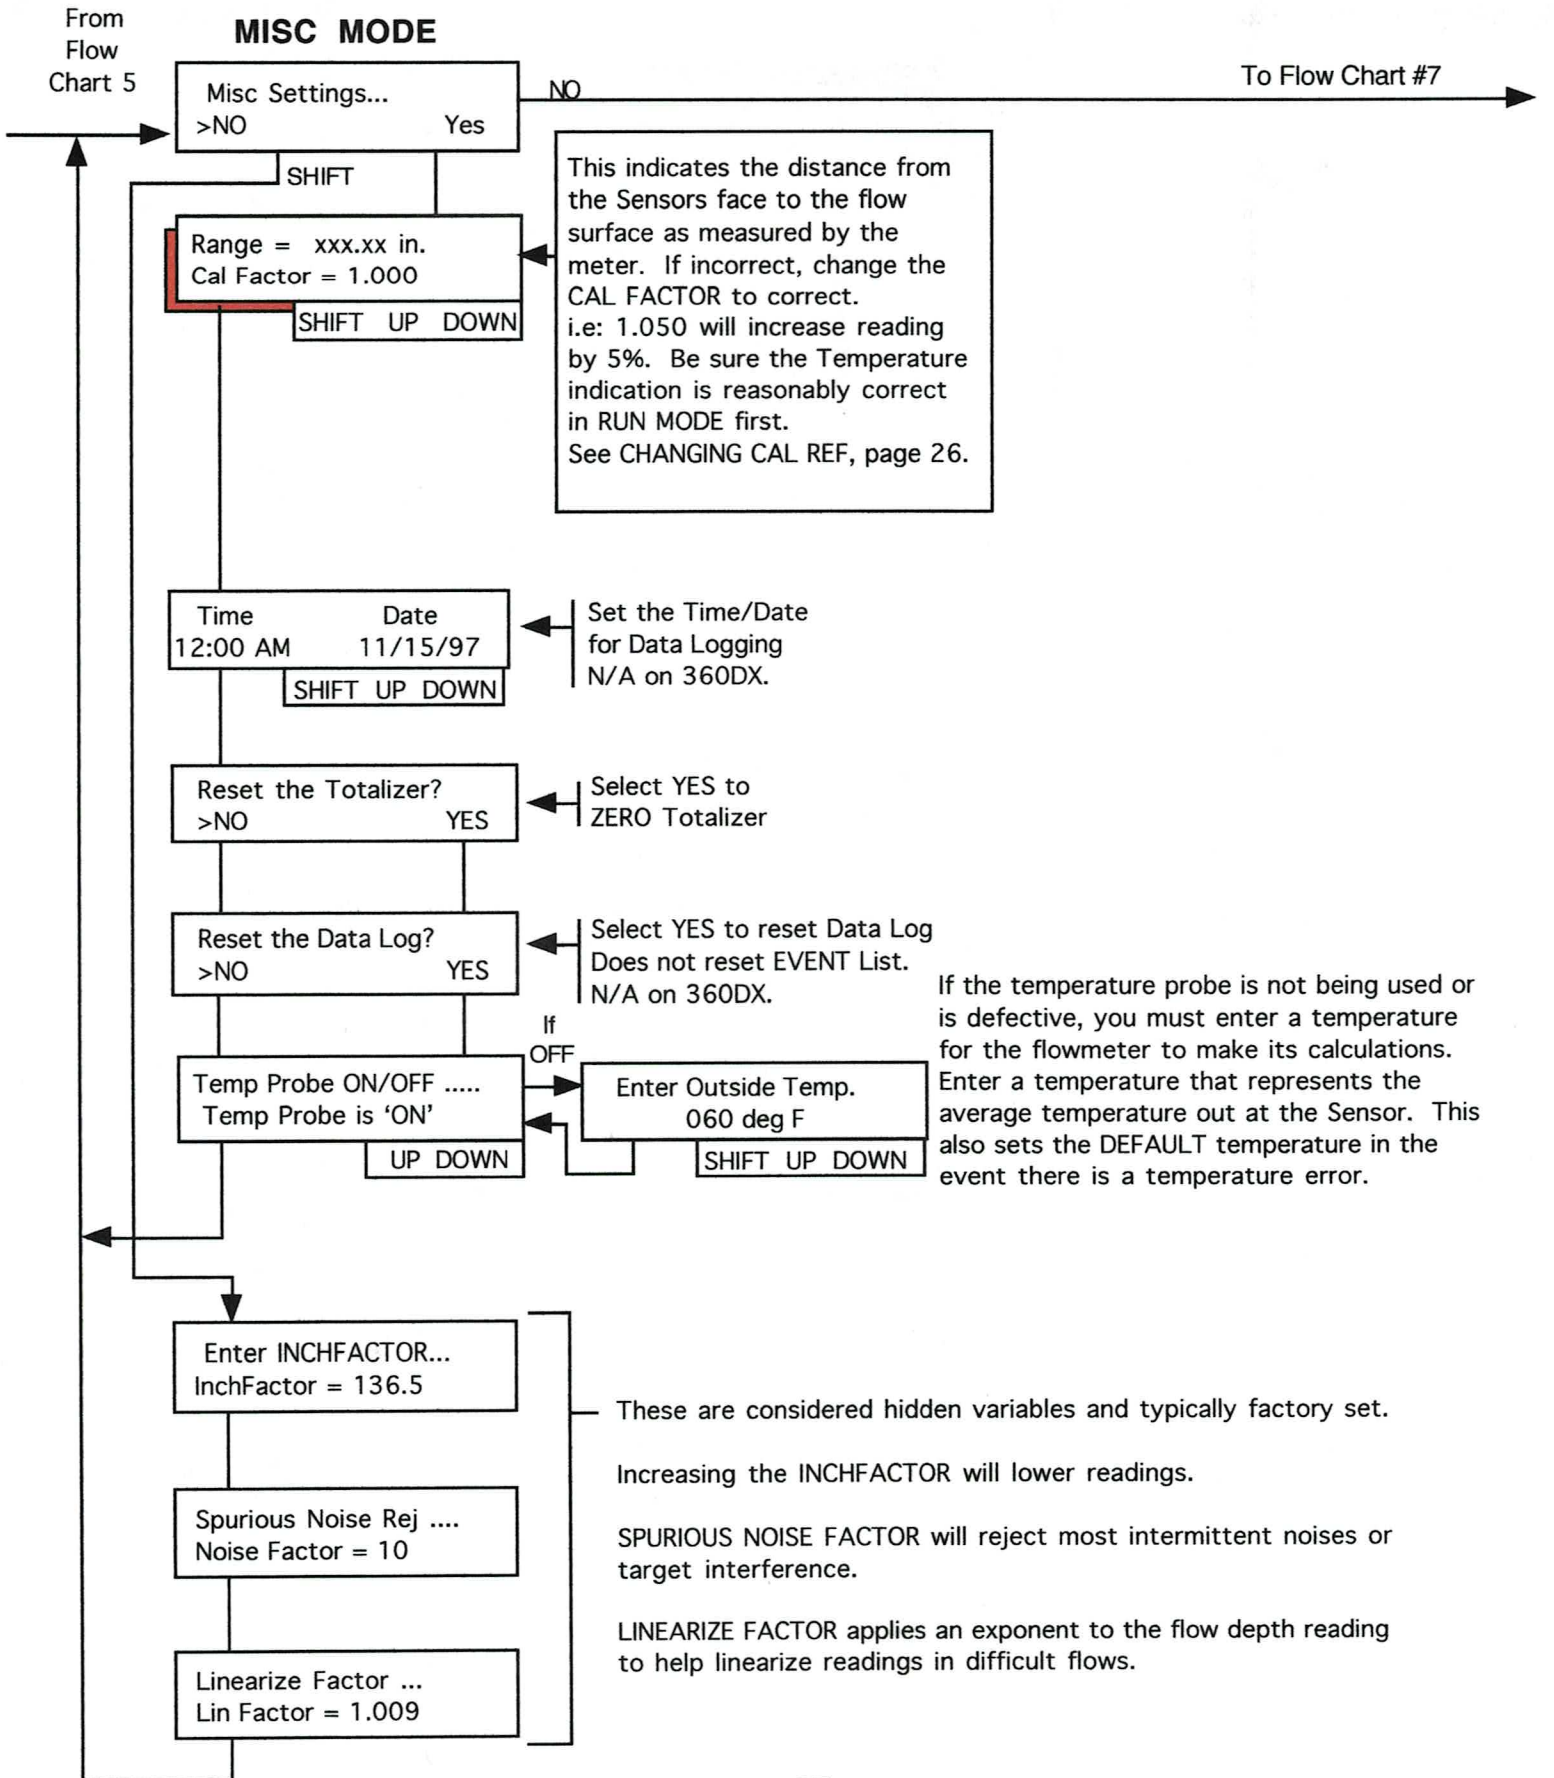 From
Flow
Chart 5
MISC MODE
Misc Settings...
>NO Yes
NO
To Flow Chart #7
SHIFT
Range = xxx.xx in.
Cal Factor = 1.000
SHIFT UP DOWN
This indicates the distance from
the Sensors face to the flow
surface as measured by the
meter. If incorrect, change the
CAL FACTOR to correct.
i.e: 1.050 will increase reading
by 5%. Be sure the Temperature
indication is reasonably correct
in RUN MODE first.
See CHANGING CAL REF, page 26.
Time Date
12:00 AM 11/15/97
SHIFT UP DOWN
Set the Time/Date
for Data Logging
N/A on 360DX.
Reset the Totalizer?
>NO YES
Select YES to
ZERO Totalizer
Reset the Data Log?
>NO YES
Select YES to reset Data Log
Does not reset EVENT List.
N/A on 360DX.
If
OFF
Temp Probe ON/OFF .....
Temp Probe is ‘ON’
UP DOWN
Enter Outside Temp.
060 deg F
SHIFT UP DOWN
If the temperature probe is not being used or
is defective, you must enter a temperature
for the flowmeter to make its calculations.
Enter a temperature that represents the
average temperature out at the Sensor. This
also sets the DEFAULT temperature in the
event there is a temperature error.
Enter INCHFACTOR...
InchFactor = 136.5
Spurious Noise Rej ....
Noise Factor = 10
Linearize Factor ...
Lin Factor = 1.009
These are considered hidden variables and typically factory set.
Increasing the INCHFACTOR will lower readings.
SPURIOUS NOISE FACTOR will reject most intermittent noises or
target interference.
LINEARIZE FACTOR applies an exponent to the flow depth reading
to help linearize readings in difficult flows.